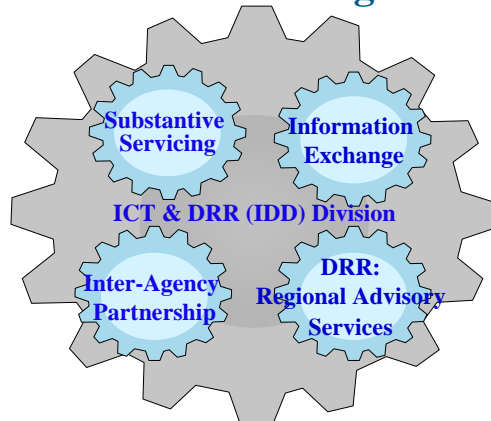 Substantive
Servicing
Information
Exchange
ICT & DRR (IDD) Division
Inter-Agency
Partnership
DRR:
Regional Advisory
Services